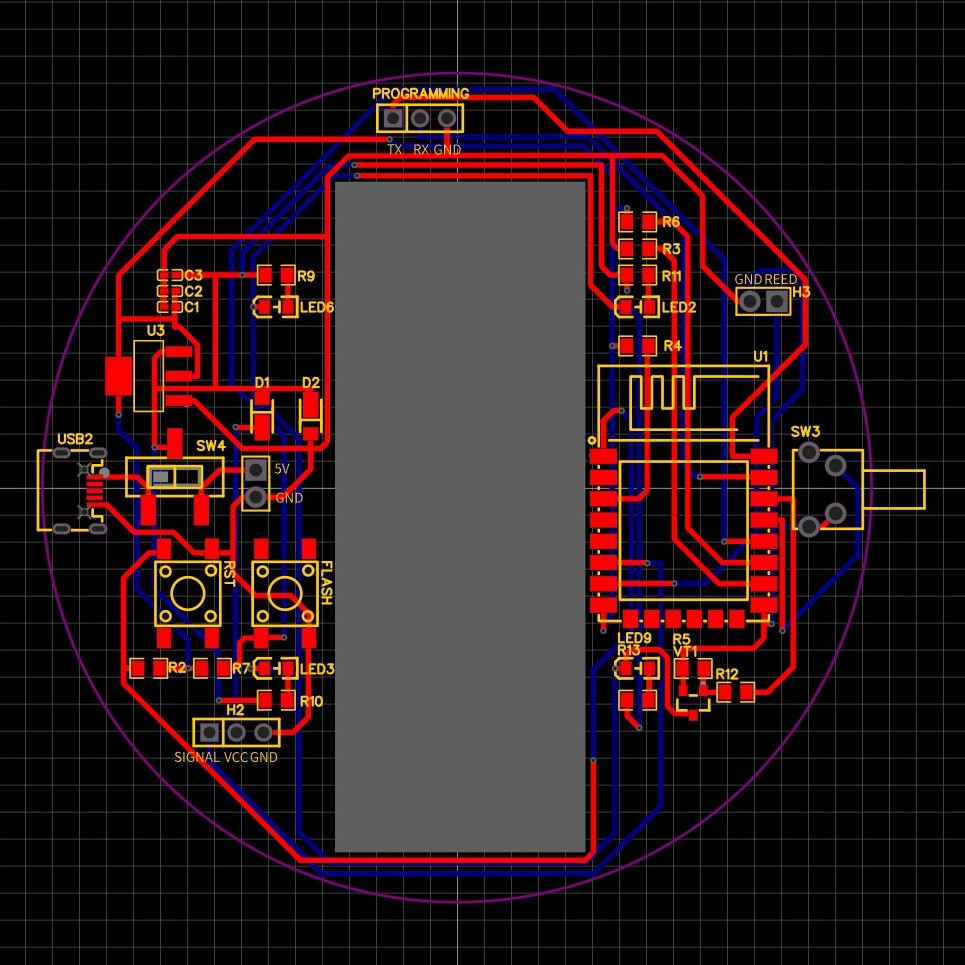 PROGRAMMING
TX RX GND
R6
R3
C3 R9 R11
C2
C1 LED6 LED2
GND REED
H3
U3 R4
U1
D1 D2
USB2 SW4 SW3
5V
GND
RST FLASH
LED9 R5
R13 VT1
R2 R7 LED3
R12
R10
H2
SIGNAL VCC GND